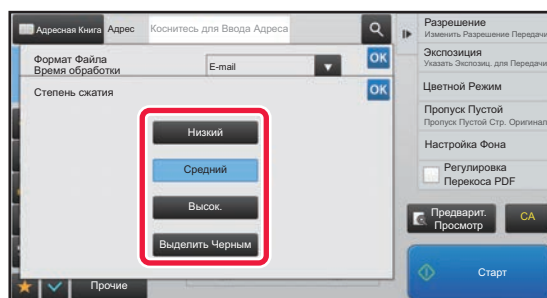 Адресная Книга
Адрес
Коснитесь для Ввода Адреса
Формат Файла
Время обработки
E-mail
OK
Степень сжатия
OK
Низкий
Средний
Высок.
Выделить Черным
Прочие
Разрешение
Изменить Разрешение Передачи
Экспозиция
Указать Экспозиц. для Передачи
Цветной Режим
Пропуск Пустой
Пропуск Пустой Стр. Оригинал
Настройка Фона
Регулировка
Перекоса PDF
Предварит.
Просмотр
CA
Старт